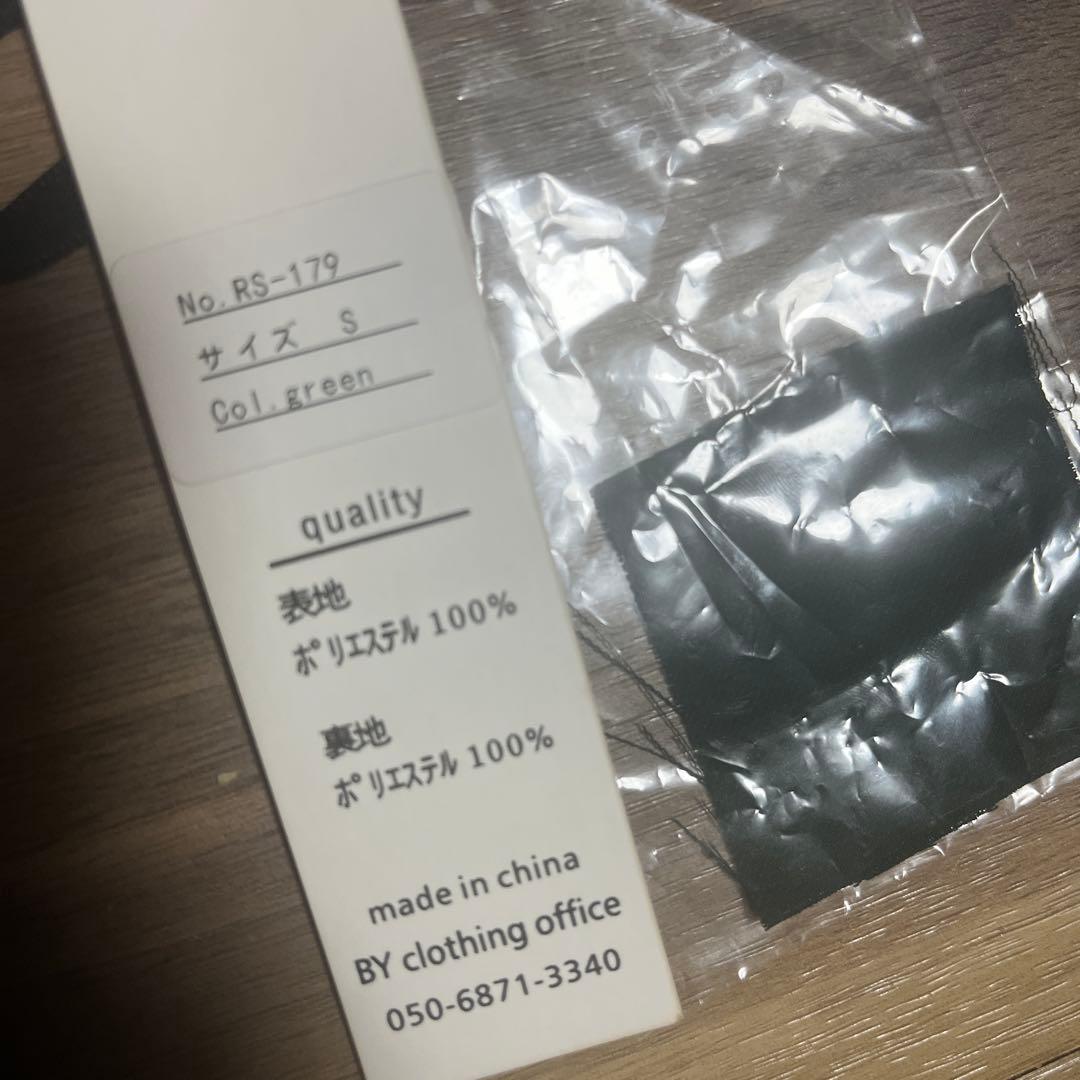 No.RS-179
サイズ S
Col.green
quality
表地
ポリエステル 100%
裏地
ポリエステル 100%
made in china
BY clothing office
050-6871-3340